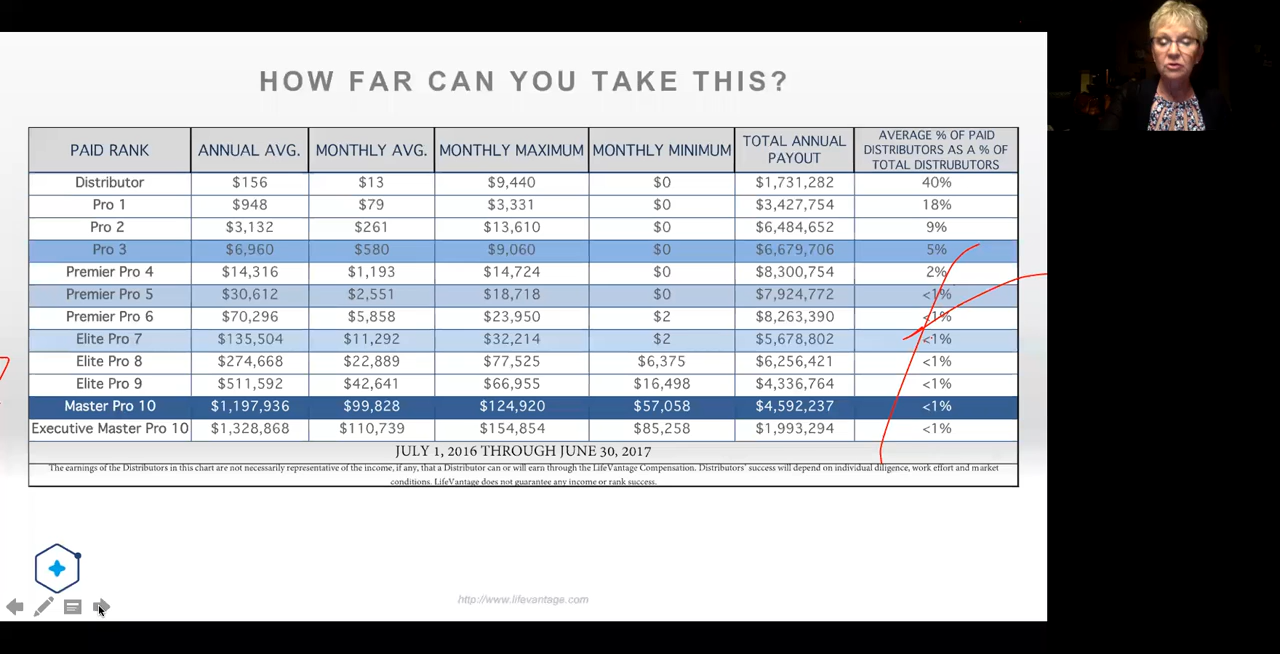 HOW FAR CAN YOU TAKE THIS?
PAID RANK ANNUAL AVG. MONTHLY AVG. MONTHLY MAXIMUM MONTHLY MINIMUM TOTAL ANNUAL PAYOUT AVERAGE % OF PAID DISTRIBUTORS AS A % OF TOTAL DISTRUBUTORS
Distributor $156 $13 $9,440 $0 $1,731,282 40%
Pro 1 $948 $79 $3,331 $0 $3,427,754 18%
Pro 2 $3,132 $261 $13,610 $0 $6,484,652 9%
Pro 3 $6,960 $580 $9,060 $0 $6,679,706 5%
Premier Pro 4 $14,316 $1,193 $14,724 $0 $8,300,754 2%
Premier Pro 5 $30,612 $2,551 $18,718 $0 $7,924,772 <1%
Premier Pro 6 $70,296 $5,858 $23,950 $2 $8,263,390 <1%
Elite Pro 7 $135,504 $11,292 $32,214 $2 $5,678,802 <1%
Elite Pro 8 $274,668 $22,889 $77,525 $6,375 $6,256,421 <1%
Elite Pro 9 $511,592 $42,641 $66,955 $16,498 $4,336,764 <1%
Master Pro 10 $1,197,936 $99,828 $124,920 $57,058 $4,592,237 <1%
Executive Master Pro 10 $1,328,868 $110,739 $154,854 $85,258 $1,993,294 <1%
JULY 1, 2016 THROUGH JUNE 30, 2017
The earnings of the Distributors in this chart are not necessarily representative of the income, if any, that a Distributor can or will earn through the LifeVantage Compensation. Distributors' success will depend on individual diligence, work effort and market
conditions. LifeVantage does not guarantee any income or rank success.
http://www.lifevantage.com